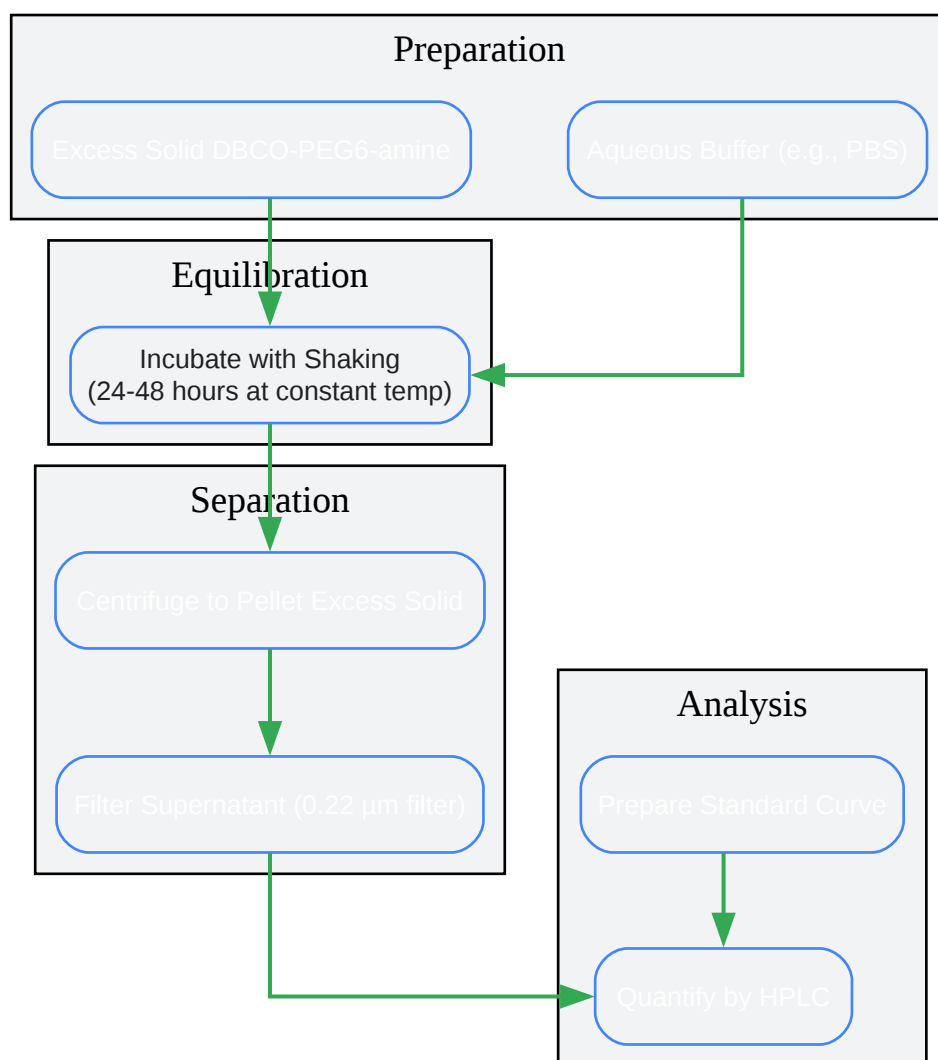 Preparation
Excess Solid DBCO-PEG6-amine
Aqueous Buffer (e.g., PBS)
Equilibration
Incubate with Shaking
(24-48 hours at constant temp)
Separation
Centrifuge to Pellet Excess Solid
Filter Supernatant (0.22 µm filter)
Analysis
Prepare Standard Curve
Quantify by HPLC